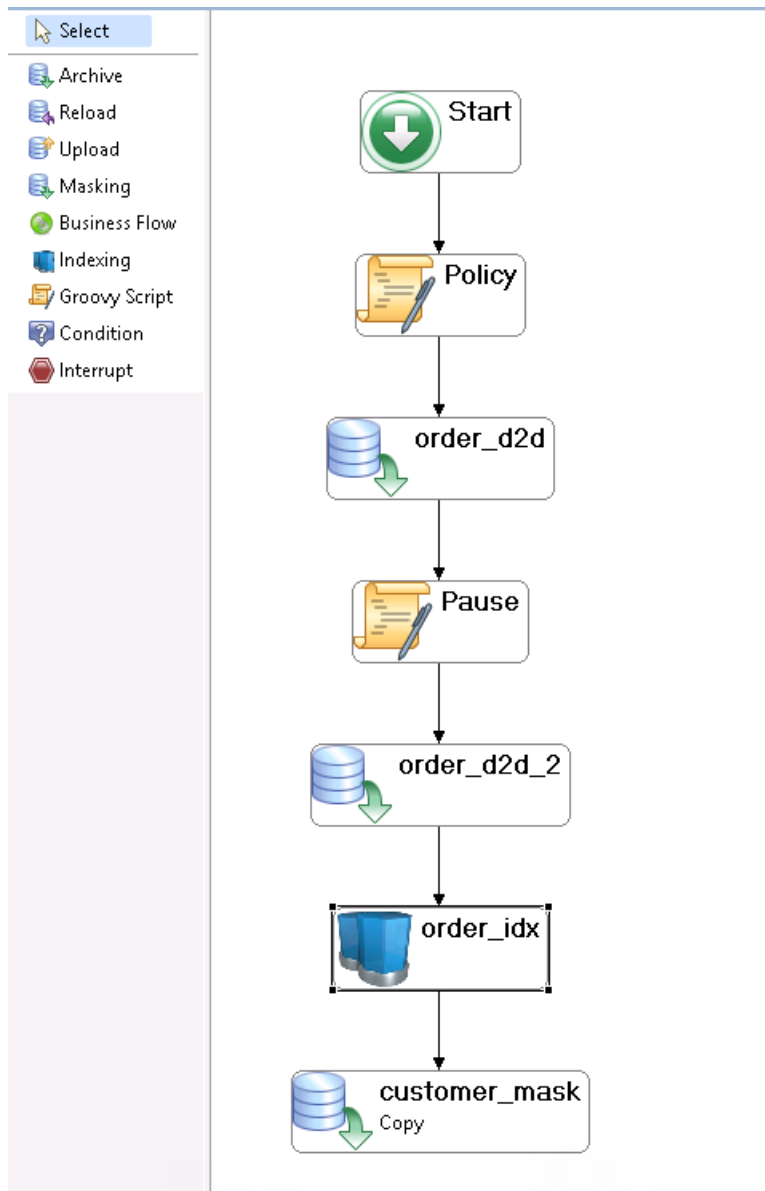 Select
Archive
Reload
Upload
Masking
Business Flow
Indexing
Groovy Script
Condition
Interrupt
Start
Policy
order_d2d
Pause
order_d2d_2
order_idx
customer_mask
Copy